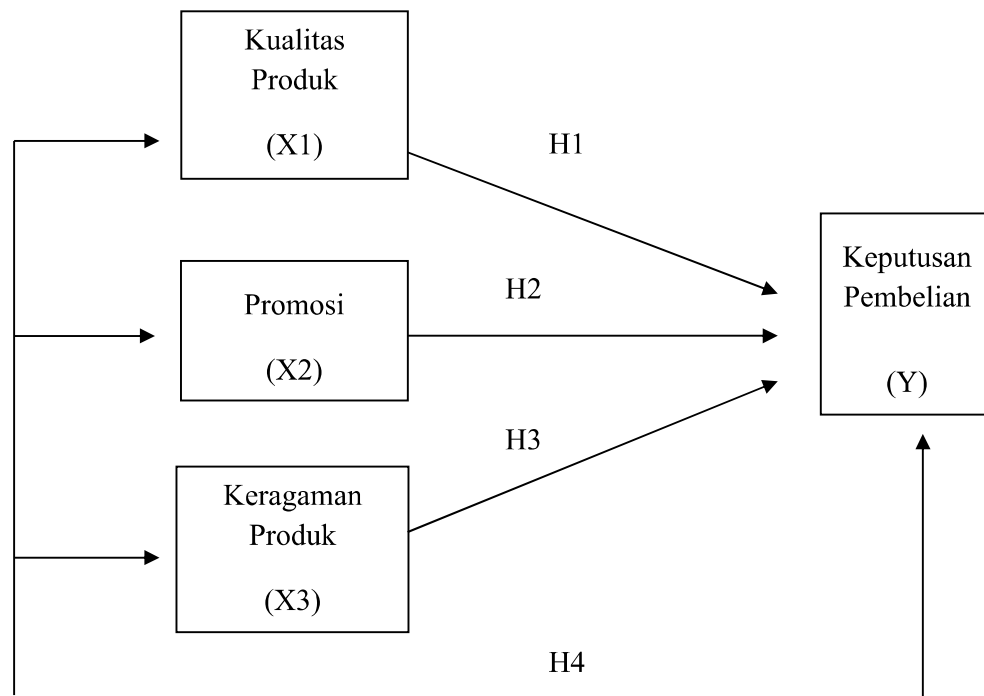 Kualitas
Produk
(X1)
H1
Keputusan
Pembelian
(Y)
Promosi
(X2)
H2
Keragaman
Produk
(X3)
H3
H4